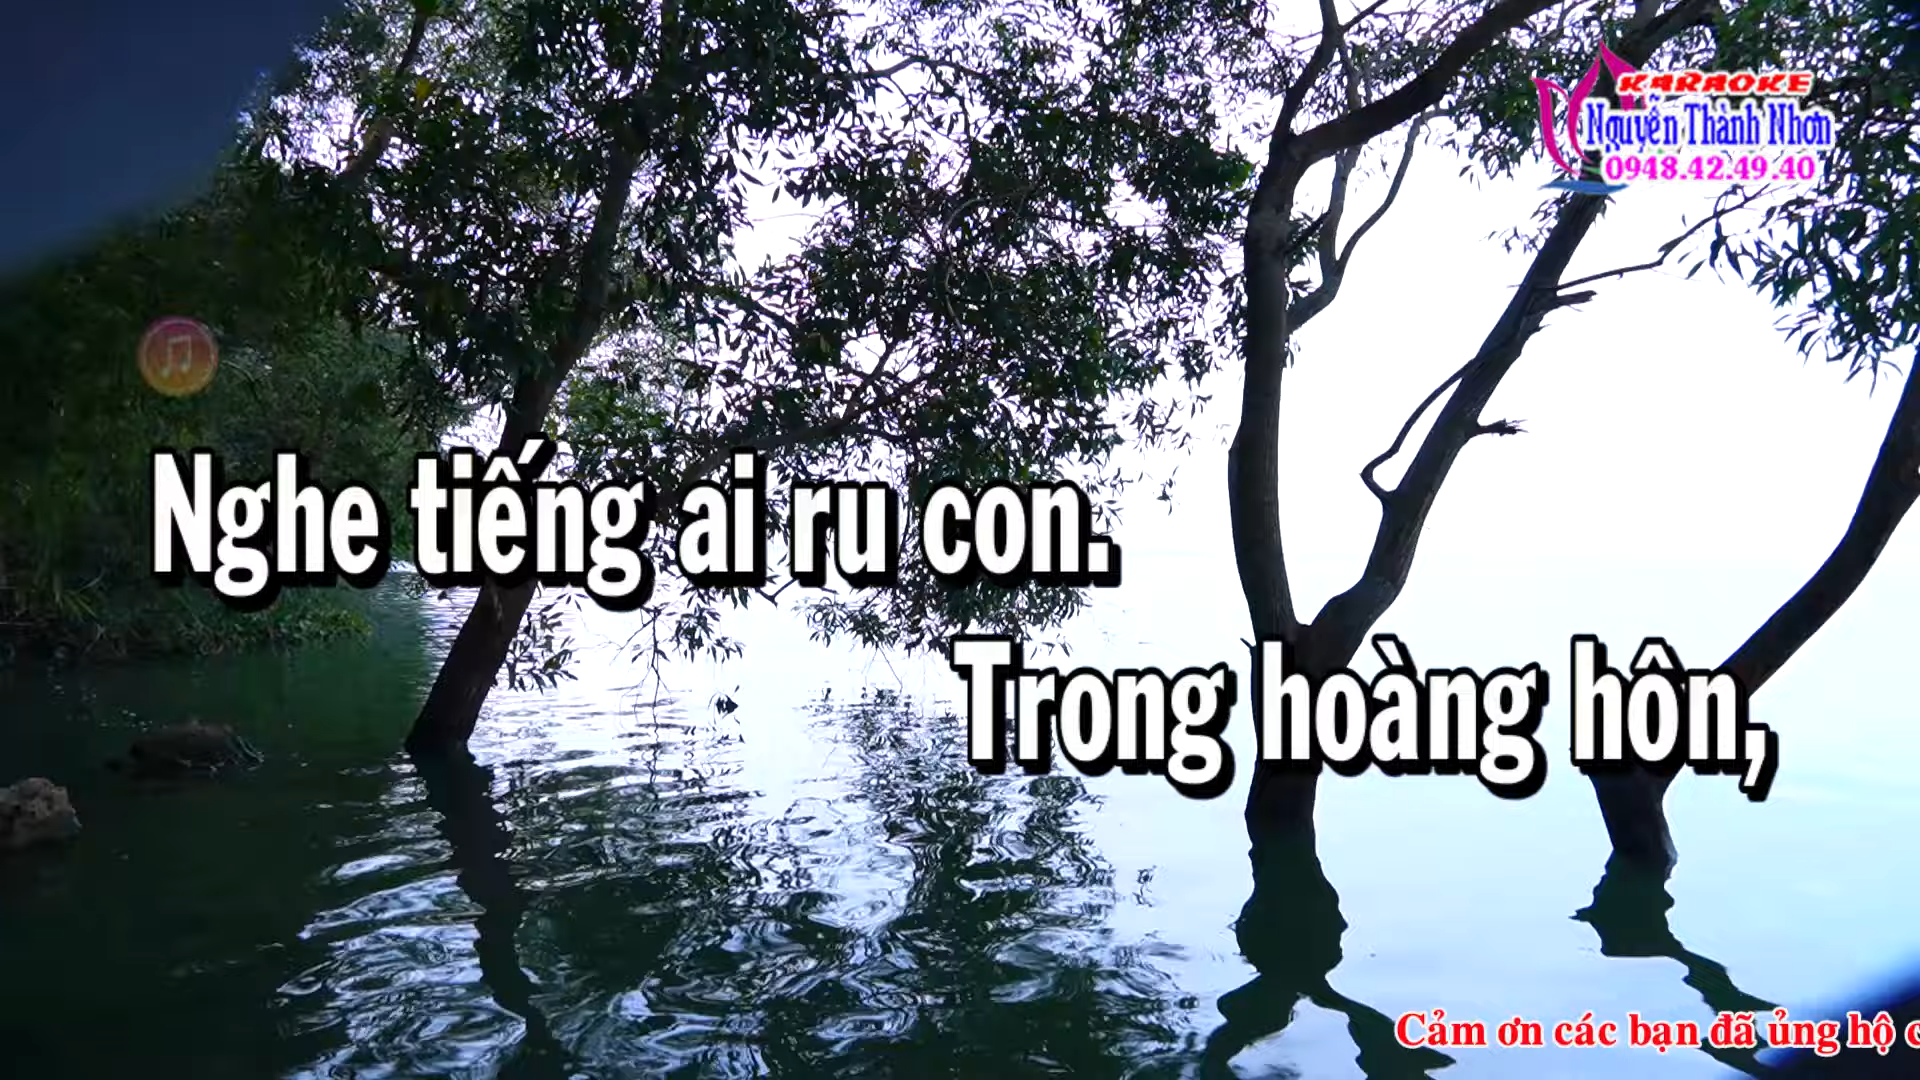 KARAOKE
Nguyễn Thành Nhơn
0948.42.49.40
Nghe tiếng ai ru con.
Trong hoàng hôn,
Cảm ơn các bạn đã ủng hộ